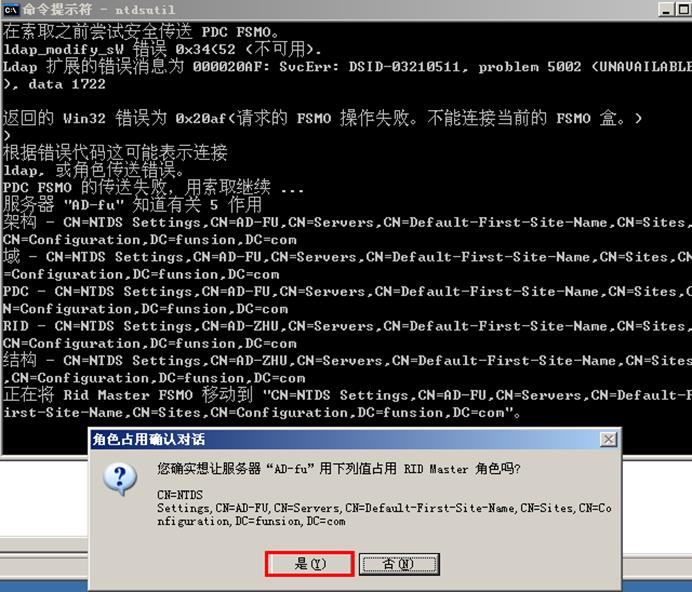 命令提示符 - ntdsutil
在索取之前尝试安全传送 PDC FSMO。
ldap_modify_sW 错误 0x34(52 (不可用).
Ldap 扩展的错误消息为 000020AF: SvcErr: DSID-03210511, problem 5002 (UNAVAILABLE
), data 1722
返回的 Win32 错误为 0x20af(请求的 FSMO 操作失败。不能连接当前的 FSMO 盒。)
)
根据错误代码这可能表示连接
ldap, 或角色传送错误。
PDC FSMO 的传送失败, 用索取继续 ...
服务器 "AD-fu" 知道有关 5 作用
架构 - CN=NTDS Settings,CN=AD-FU,CN=Servers,CN=Default-First-Site-Name,CN=Sites,
CN=Configuration,DC=funsion,DC=com
域 - CN=NTDS Settings,CN=AD-FU,CN=Servers,CN=Default-First-Site-Name,CN=Sites,CN
=Configuration,DC=funsion,DC=com
PDC - CN=NTDS Settings,CN=AD-FU,CN=Servers,CN=Default-First-Site-Name,CN=Sites,C
N=Configuration,DC=funsion,DC=com
RID - CN=NTDS Settings,CN=AD-ZHU,CN=Servers,CN=Default-First-Site-Name,CN=Sites,
CN=Configuration,DC=funsion,DC=com
结构 - CN=NTDS Settings,CN=AD-ZHU,CN=Servers,CN=Default-First-Site-Name,CN=Sites
,CN=Configuration,DC=funsion,DC=com
正在将 Rid Master FSMO 移动到 "CN=NTDS Settings,CN=AD-FU,CN=Servers,CN=Default-F
irst-Site-Name,CN=Sites,CN=Configuration,DC=funsion,DC=com"。
角色占用确认对话
您确实想让服务器“AD-fu”用下列值占用 RID Master 角色吗?
CN=NTDS
Settings,CN=AD-FU,CN=Servers,CN=Default-First-Site-Name,CN=Sites,CN=Co
nfiguration,DC=funsion,DC=com
是(Y)
否(N)